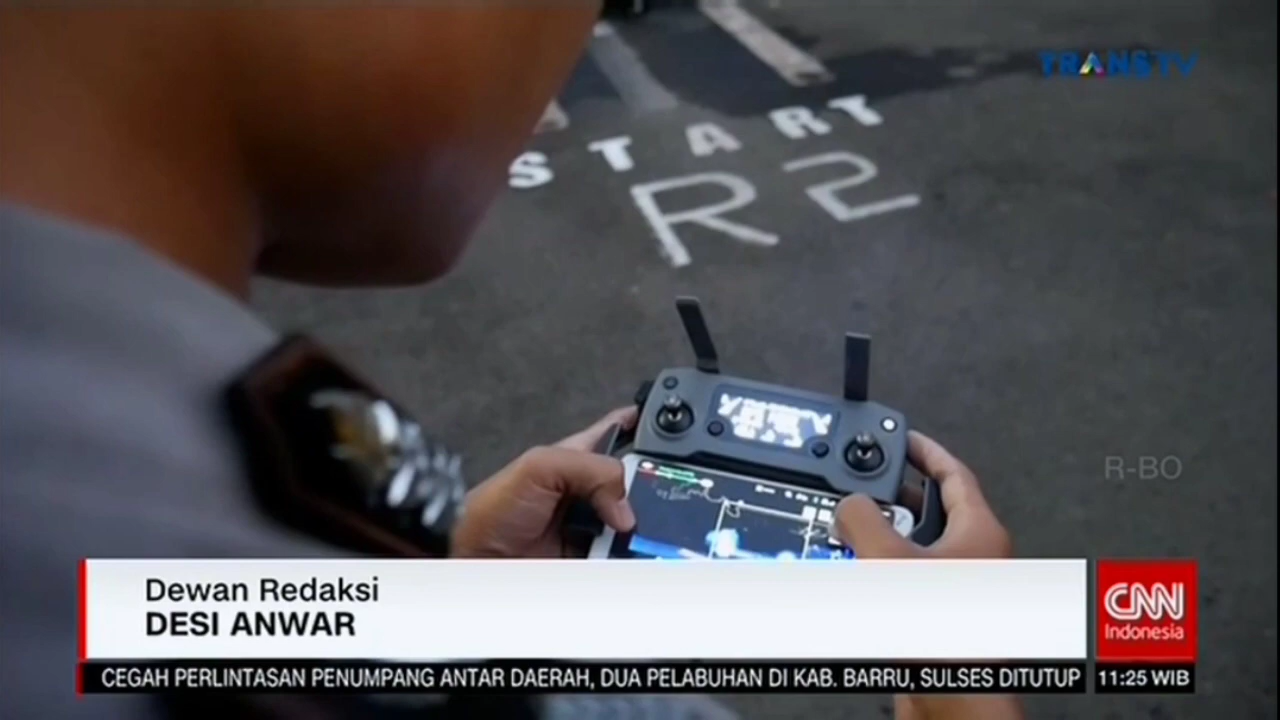 TRANSTV
START
R2
R-BO
Dewan Redaksi
DESI ANWAR
CNN
Indonesia
CEGAH PERLINTASAN PENUMPANG ANTAR DAERAH, DUA PELABUHAN DI KAB. BARRU, SULSES DITUTUP
11:25 WIB